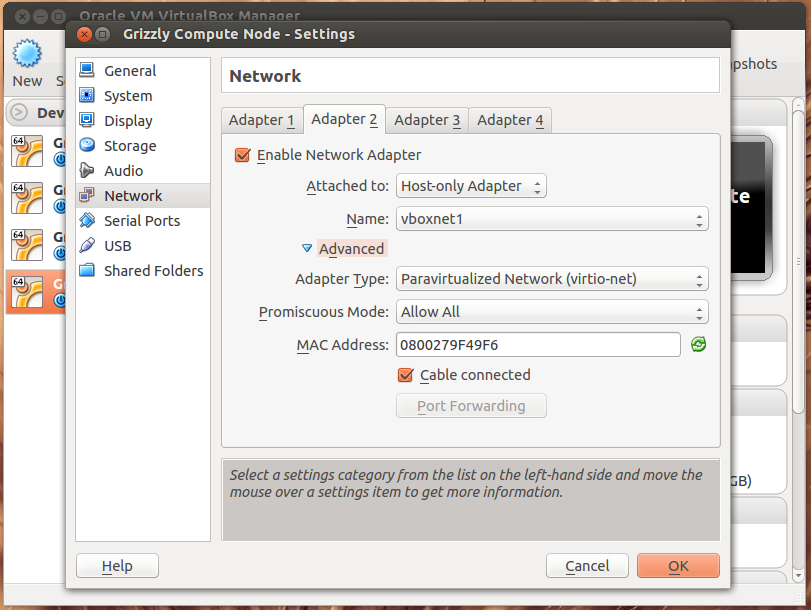 Oracle VM VirtualBox Manager
Grizzly Compute Node - Settings
New
General
System
Display
Storage
Audio
Network
Serial Ports
USB
Shared Folders
Network
Adapter 1 Adapter 2 Adapter 3 Adapter 4
Enable Network Adapter
Attached to: Host-only Adapter
Name: vboxnet1
Advanced
Adapter Type: Paravirtualized Network (virtio-net)
Promiscuous Mode: Allow All
MAC Address: 0800279F49F6
Cable connected
Port Forwarding
Select a settings category from the list on the left-hand side and move the
mouse over a settings item to get more information.
Help Cancel OK
64
64
64
64